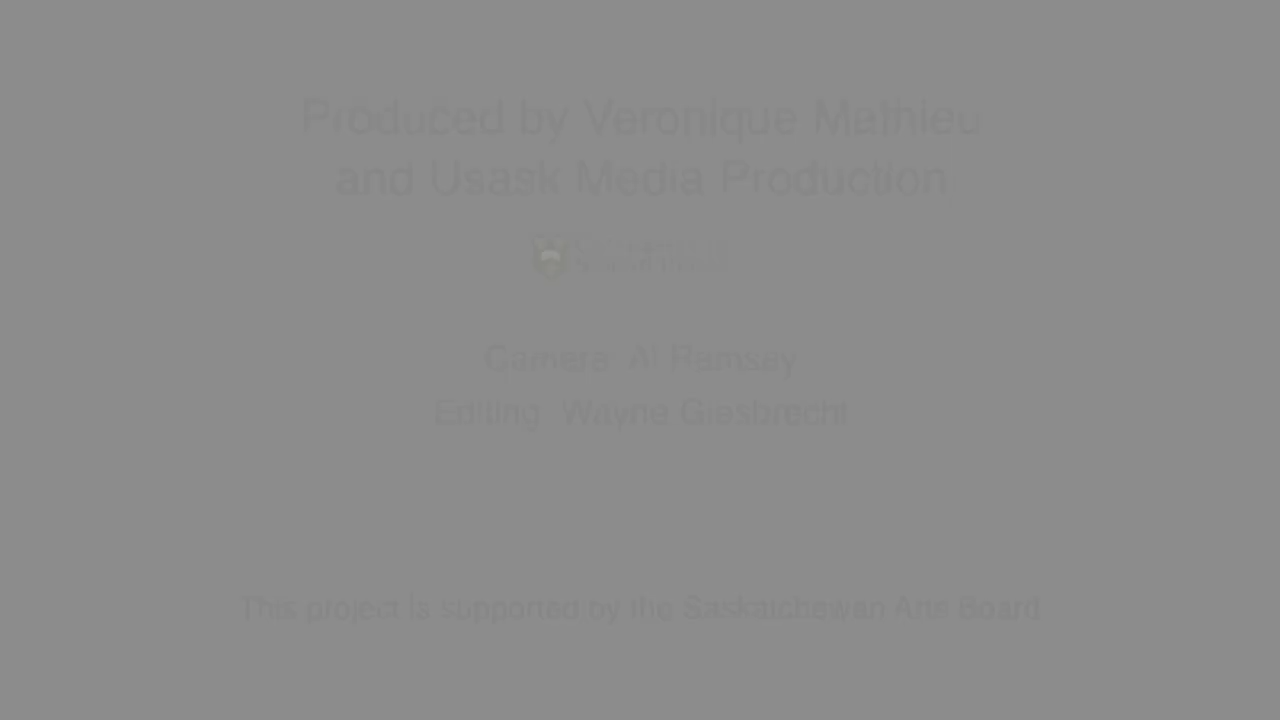 Produced by Veronique Mathieu
and Usask Media Production
Camera: Al Ramsay
Editing: Wayne Giesbrecht
This project is supported by the Saskatchewan Arts Board